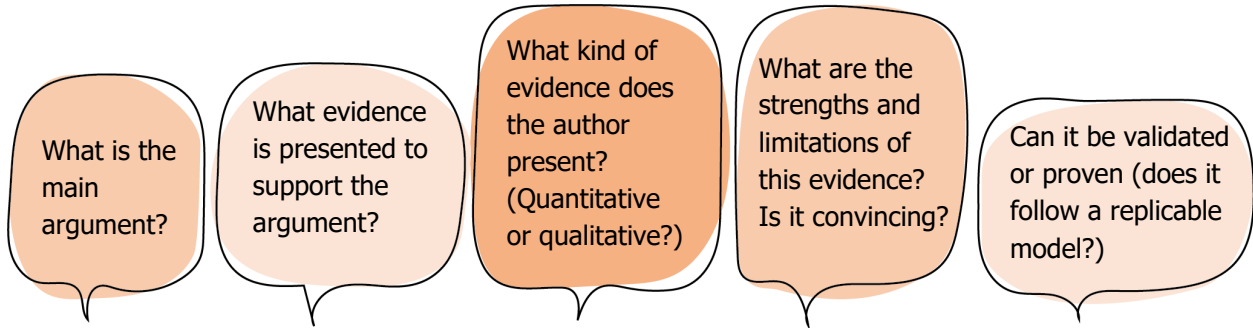 What is the
main
argument?
What evidence
is presented to
support the
argument?
What kind of
evidence does
the author
present?
(Quantitative
or qualitative?)
What are the
strengths and
limitations of
this evidence?
Is it convincing?
Can it be validated
or proven (does it
follow a replicable
model?)